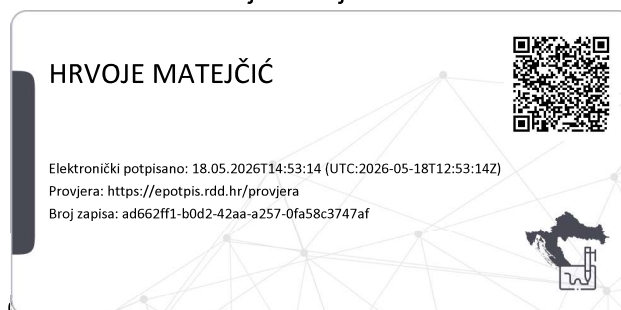 HRVOJE MATEJČIĆ
Elektronički potpisano: 18.05.2026T14:53:14 (UTC:2026-05-18T12:53:14Z)
Provjera: https://epotpis.rdd.hr/provjera
Broj zapisa: ad662ff1-b0d2-42aa-a257-0fa58c3747af